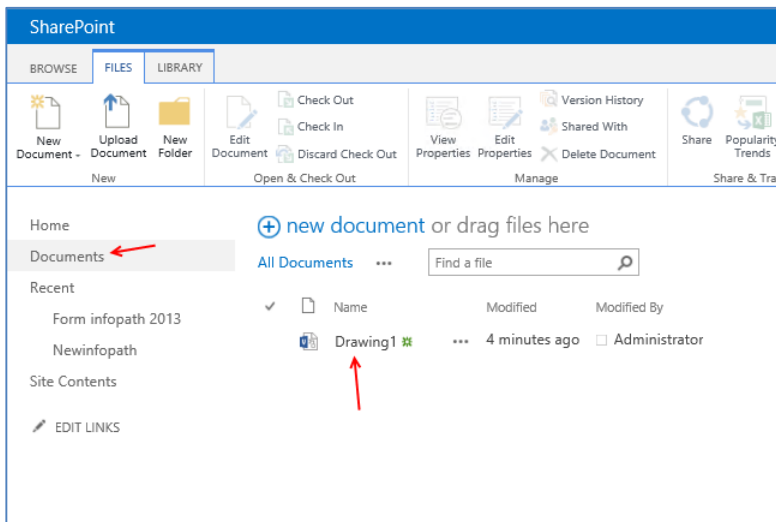 SharePoint
BROWSE FILES LIBRARY
New Document
Upload Document
New Folder
New
Edit Document
Check Out
Check In
Discard Check Out
Open & Check Out
View Properties
Edit Properties
Version History
Shared With
Delete Document
Manage
Share
Popularity Trends
Share & Tra
Home
Documents
Recent
Form infopath 2013
Newinfopath
Site Contents
EDIT LINKS
new document or drag files here
All Documents ...
Find a file
Name Modified Modified By
Drawing1 ... 4 minutes ago Administrator